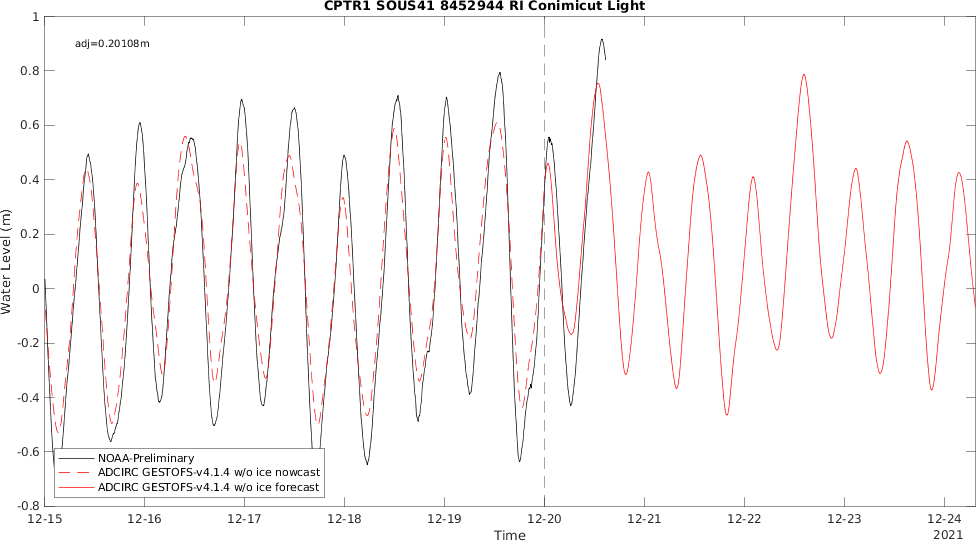 CPTR1 SOUS41 8452944 RI Conimicut Light
adj=0.20108m
Water Level (m)
1
0.8
0.6
0.4
0.2
0
-0.2
-0.4
-0.6
-0.8
NOAA-Preliminary
ADCIRC GESTOFS-v4.1.4 w/o ice nowcast
ADCIRC GESTOFS-v4.1.4 w/o ice forecast
12-15 12-16 12-17 12-18 12-19 12-20 12-21 12-22 12-23 12-24
Time
2021